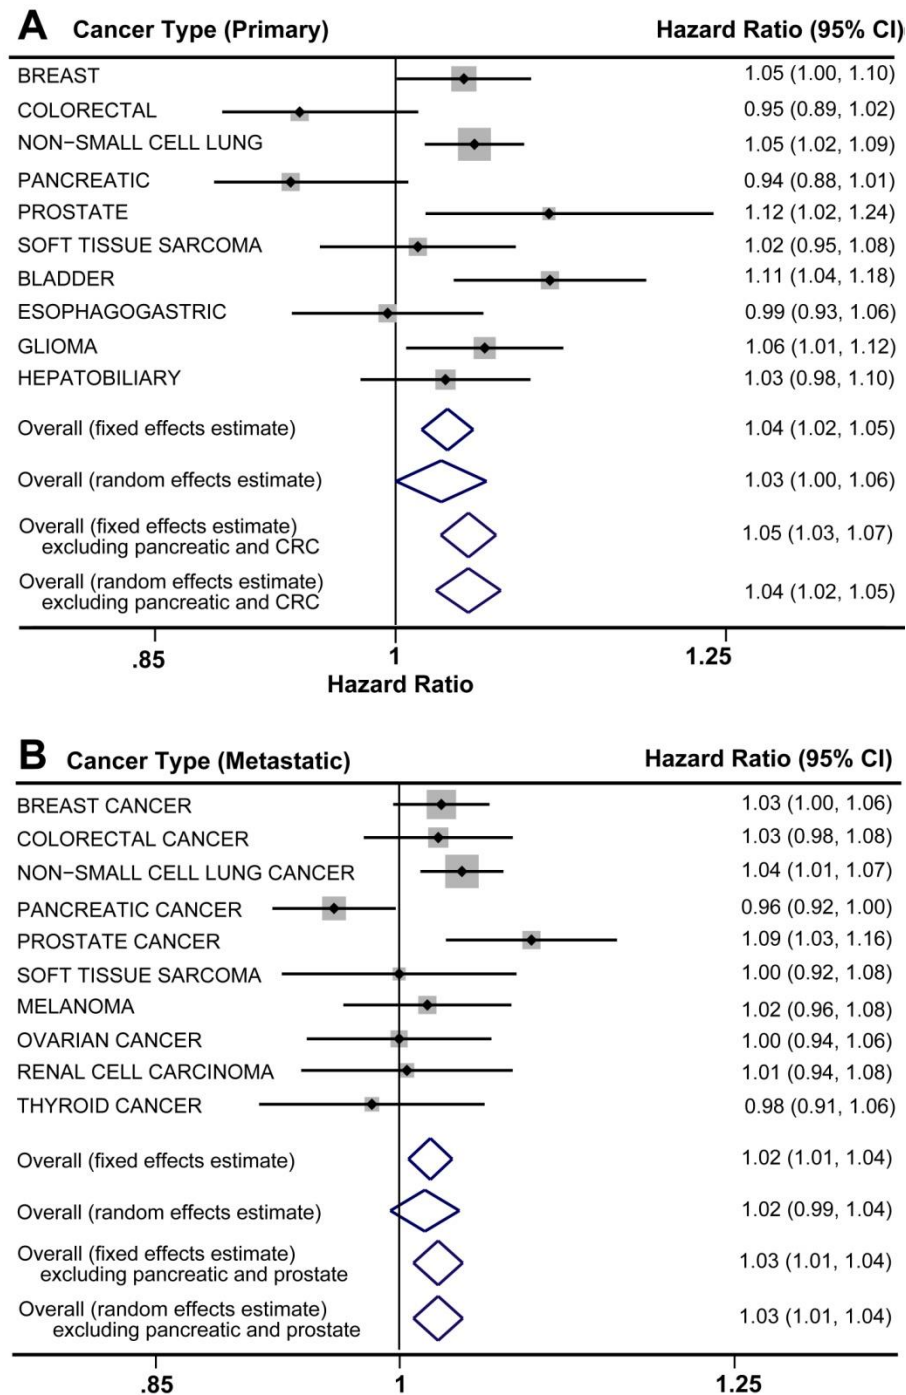 A Cancer Type (Primary) Hazard Ratio (95% CI)
BREAST 1.05 (1.00, 1.10)
COLORECTAL 0.95 (0.89, 1.02)
NON−SMALL CELL LUNG 1.05 (1.02, 1.09)
PANCREATIC 0.94 (0.88, 1.01)
PROSTATE 1.12 (1.02, 1.24)
SOFT TISSUE SARCOMA 1.02 (0.95, 1.08)
BLADDER 1.11 (1.04, 1.18)
ESOPHAGOGASTRIC 0.99 (0.93, 1.06)
GLIOMA 1.06 (1.01, 1.12)
HEPATOBILIARY 1.03 (0.98, 1.10)
Overall (fixed effects estimate) 1.04 (1.02, 1.05)
Overall (random effects estimate) 1.03 (1.00, 1.06)
Overall (fixed effects estimate)
excluding pancreatic and CRC 1.05 (1.03, 1.07)
Overall (random effects estimate)
excluding pancreatic and CRC 1.04 (1.02, 1.05)
.85 1 1.25
Hazard Ratio
B Cancer Type (Metastatic) Hazard Ratio (95% CI)
BREAST CANCER 1.03 (1.00, 1.06)
COLORECTAL CANCER 1.03 (0.98, 1.08)
NON−SMALL CELL LUNG CANCER 1.04 (1.01, 1.07)
PANCREATIC CANCER 0.96 (0.92, 1.00)
PROSTATE CANCER 1.09 (1.03, 1.16)
SOFT TISSUE SARCOMA 1.00 (0.92, 1.08)
MELANOMA 1.02 (0.96, 1.08)
OVARIAN CANCER 1.00 (0.94, 1.06)
RENAL CELL CARCINOMA 1.01 (0.94, 1.08)
THYROID CANCER 0.98 (0.91, 1.06)
Overall (fixed effects estimate) 1.02 (1.01, 1.04)
Overall (random effects estimate) 1.02 (0.99, 1.04)
Overall (fixed effects estimate)
excluding pancreatic and prostate 1.03 (1.01, 1.04)
Overall (random effects estimate)
excluding pancreatic and prostate 1.03 (1.01, 1.04)
.85 1 1.25